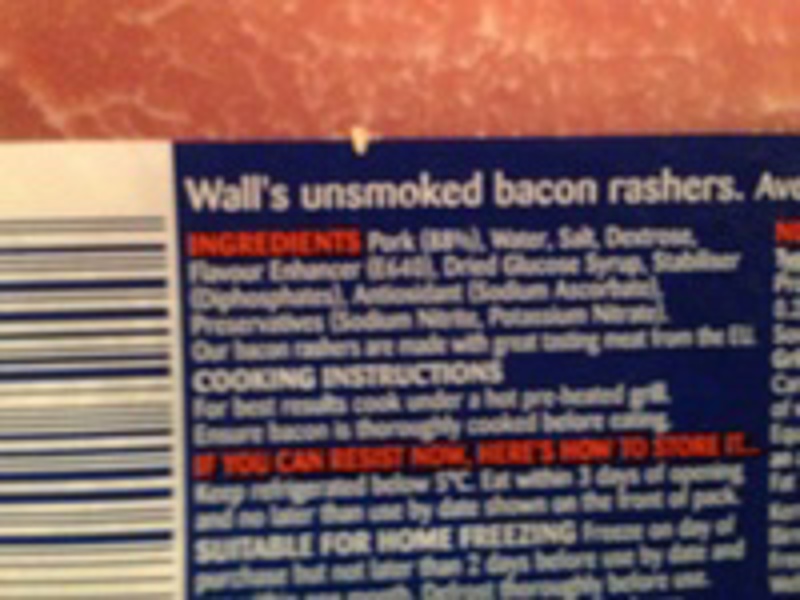 Wall's unsmoked bacon rashers.
INGREDIENTS Pork (88%), Water, Salt, Dextrose,
Flavour Enhancer (E640), Dried Glucose Syrup, Stabiliser
(Diphosphates), Antioxidant (Sodium Ascorbate),
Preservatives (Sodium Nitrite, Potassium Nitrate).
Our bacon rashers are made with great tasting meat from the EU.
COOKING INSTRUCTIONS
For best results cook under a hot pre-heated grill.
Ensure bacon is thoroughly cooked before eating.
IF YOU CAN RESIST NOW, HERE'S HOW TO STORE IT...
Keep refrigerated below 5°C. Eat within 3 days of opening
and no later than use by date shown on the front of pack.
SUITABLE FOR HOME FREEZING Freeze on day of
purchase but not later than 2 days before use by date and
month. Defrost thoroughly before use.